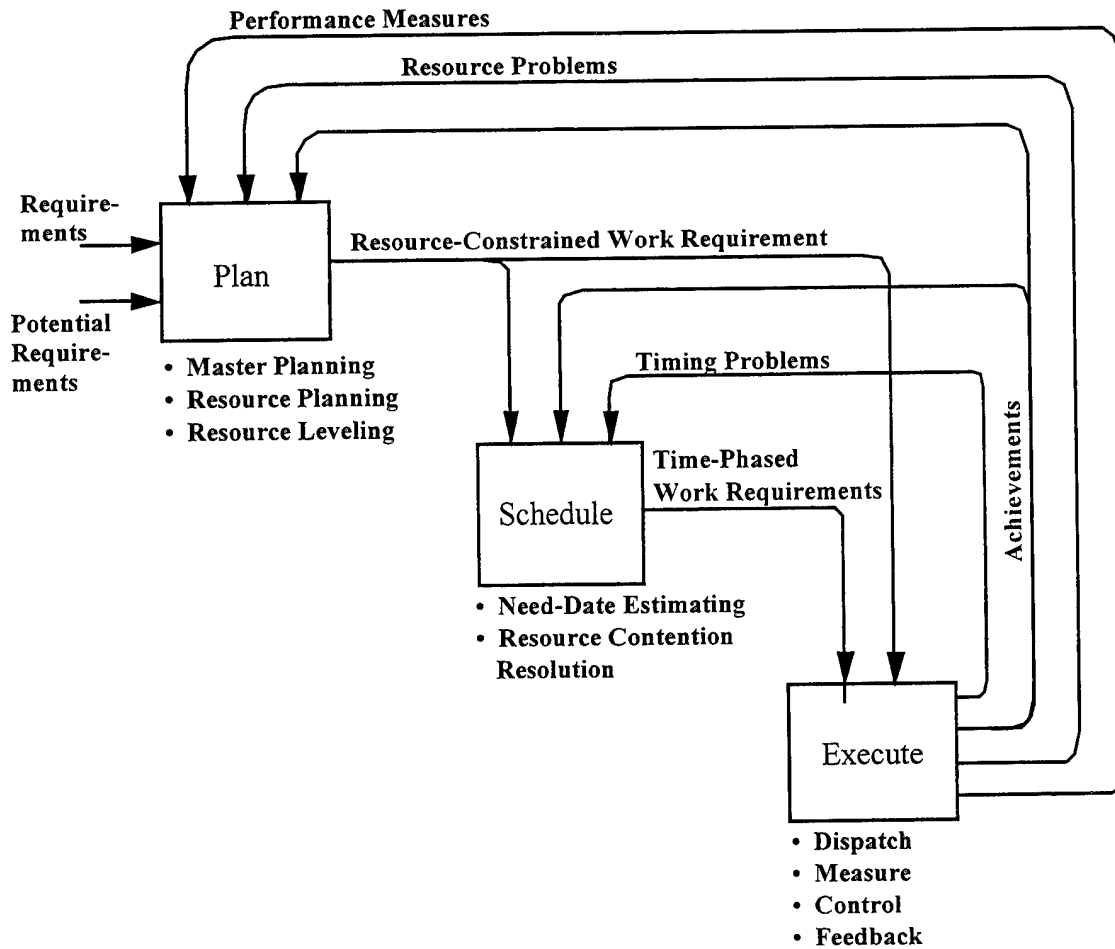 Performance Measures
Resource Problems
Require-
ments
Resource-Constrained Work Requirement
Plan
Potential
Require-
ments
• Master Planning
• Resource Planning
• Resource Leveling
Timing Problems
Achievements
Time-Phased
Work Requirements
Schedule
• Need-Date Estimating
• Resource Contention
Resolution
Execute
• Dispatch
• Measure
• Control
• Feedback